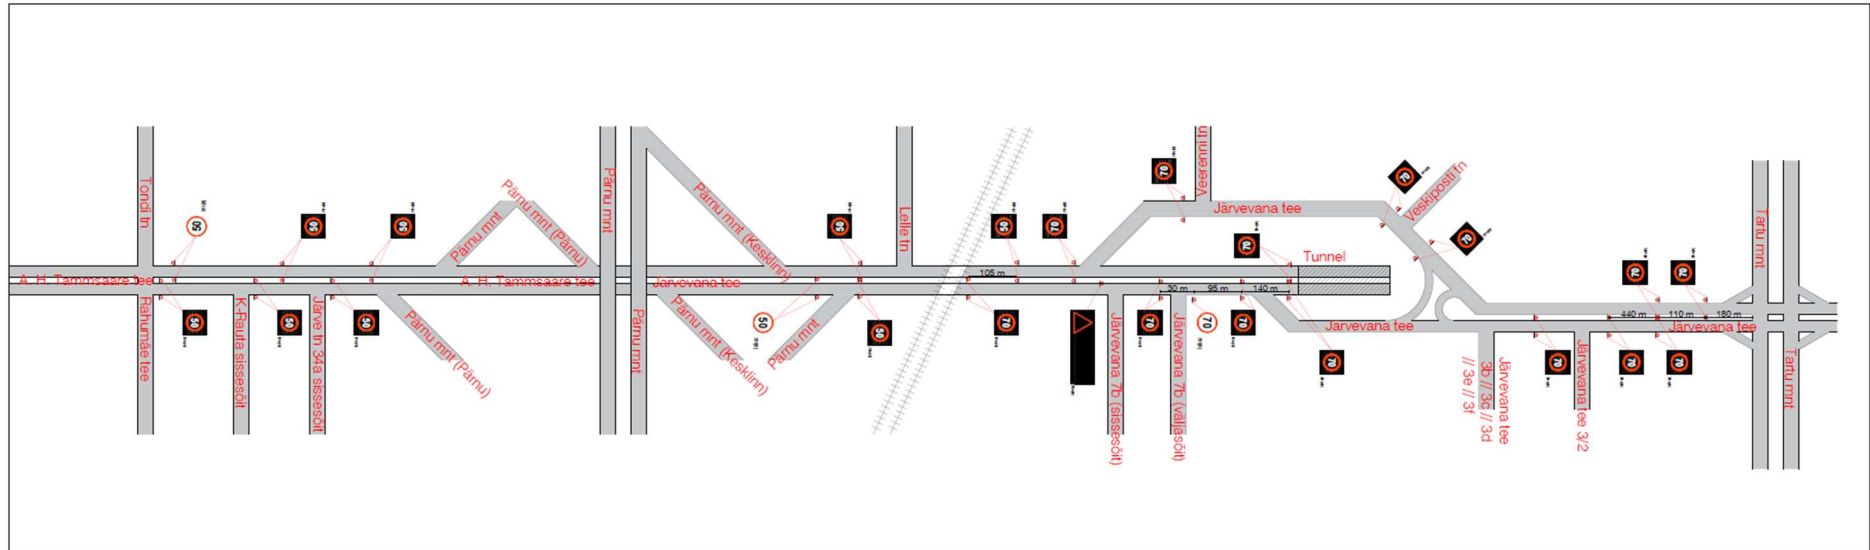 Tondi tn
50
50
50
A. H. Tammsaare tee
50
50
50
Rahumäe tee
K-Rauta sissesõit
Järve tn 34a sissesõit
Pärnu mnt
Pärnu mnt (Pärnu)
A. H. Tammsaare tee
Pärnu mnt (Pärnu)
Pärnu mnt
Pärnu mnt
Pärnu mnt (Kesklinn)
Järvevana tee
Pärnu mnt (Kesklinn)
Pärnu mnt
50
50
50
Lelle tn
50
70
105 m
70
70
Veerenni tn
Järvevana tee
70
Tunnel
30 m
95 m
140 m
70
70
70
70
Järvevana 7b (sissesõit)
Järvevana 7b (väljasõit)
Järvevana tee
70
Veskiposti tn
70
70
70
440 m
110 m
180 m
Järvevana tee
70
70
70
Järvevana tee
3b // 3c // 3d
// 3e // 3f
Järvevana tee 3/2
Tartu mnt
Tartu mnt